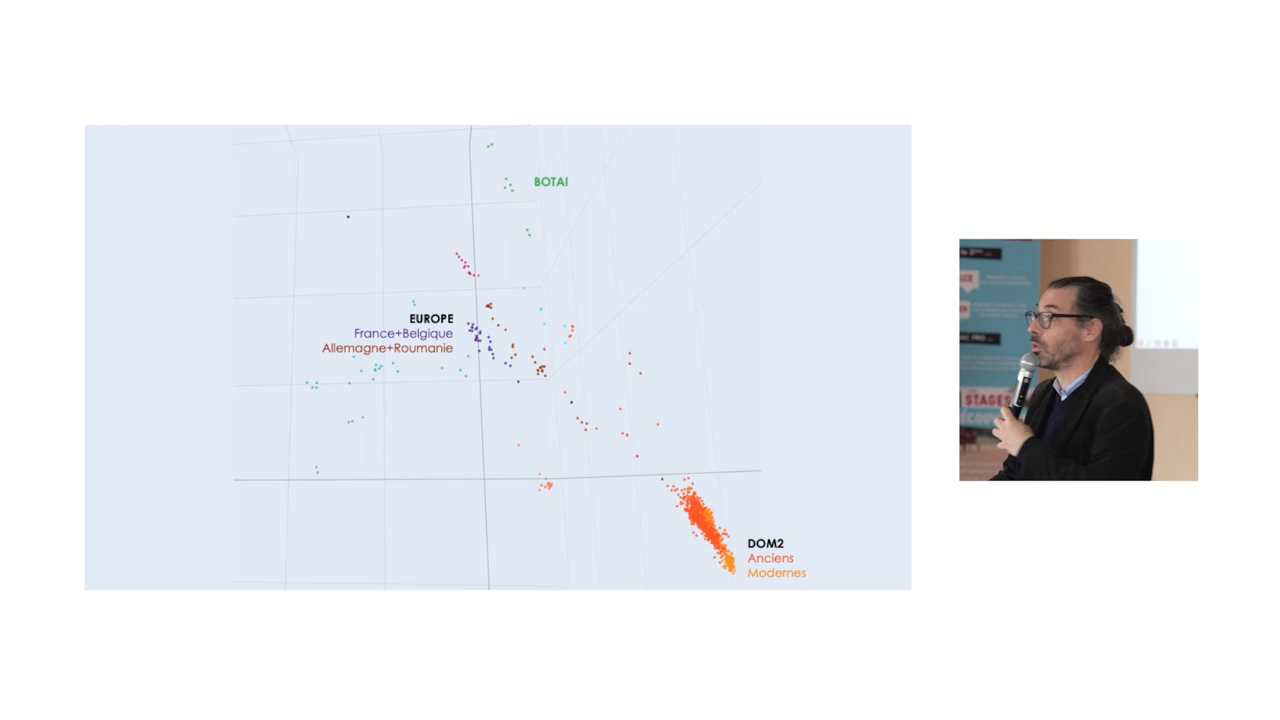 BOTAI
EUROPE
France+Belgique
Allemagne+Roumanie
DOM2
Anciens
Modernes
STAGES